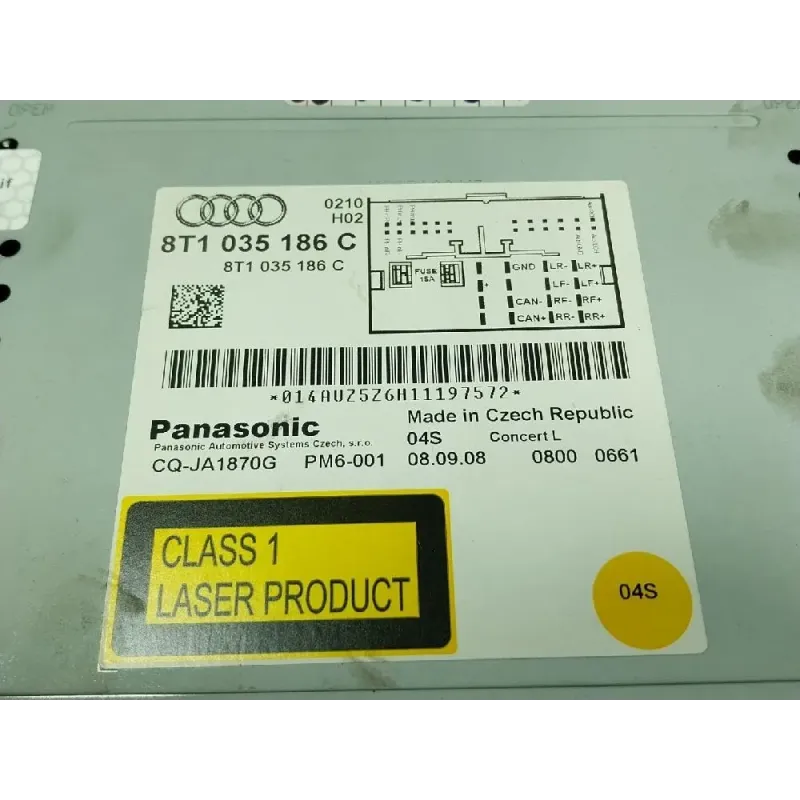 OPEN
0210
H02
8T1 035 186 C
8T1 035 186 C
FUSE
15A
GND LR- LR+
+ LF- LF+
CAN- RF- RF+
CAN+ RR- RR+
*014AUZ5Z6H11197572*
Panasonic
Made in Czech Republic
Panasonic Automotive Systems Czech, s.r.o.
04S Concert L
CQ-JA1870G PM6-001 08.09.08 0800 0661
CLASS 1
LASER PRODUCT
04S